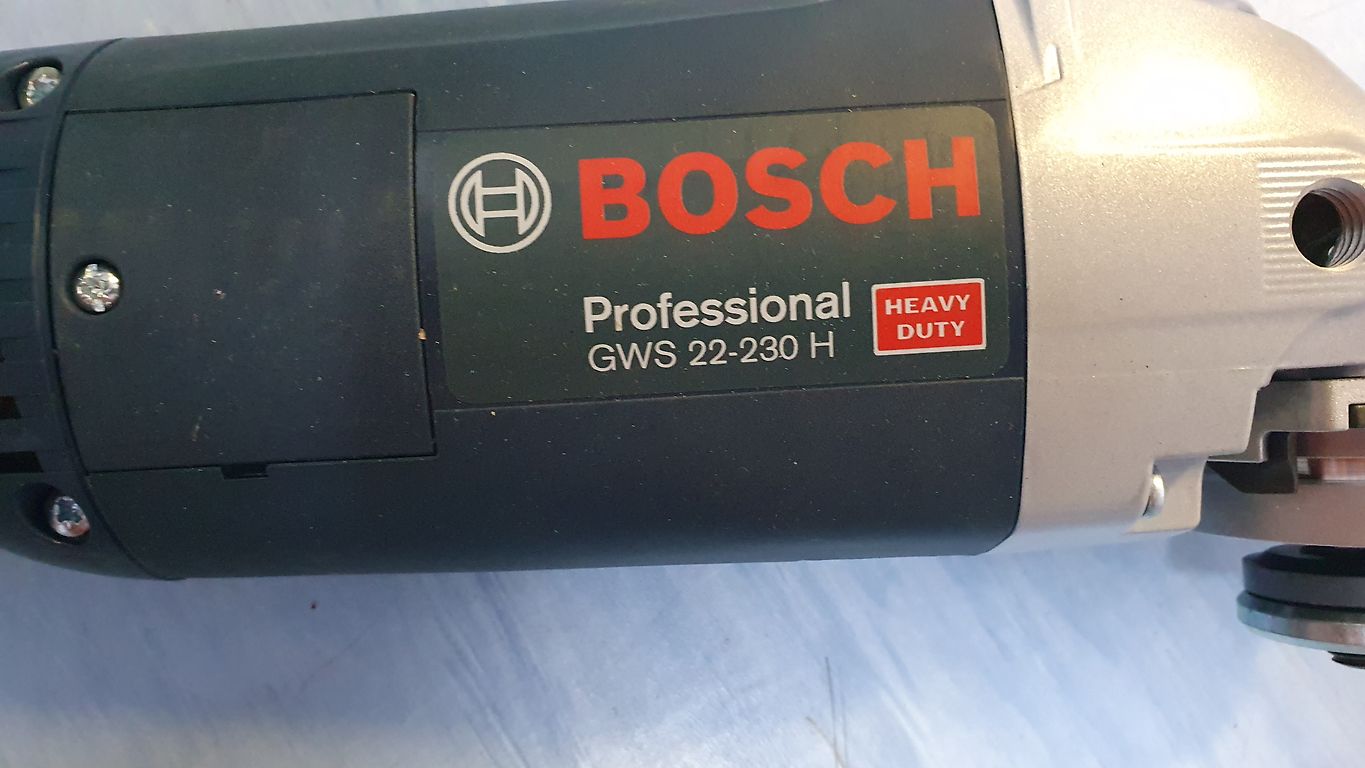 BOSCH
Professional
GWS 22-230 H
HEAVY
DUTY